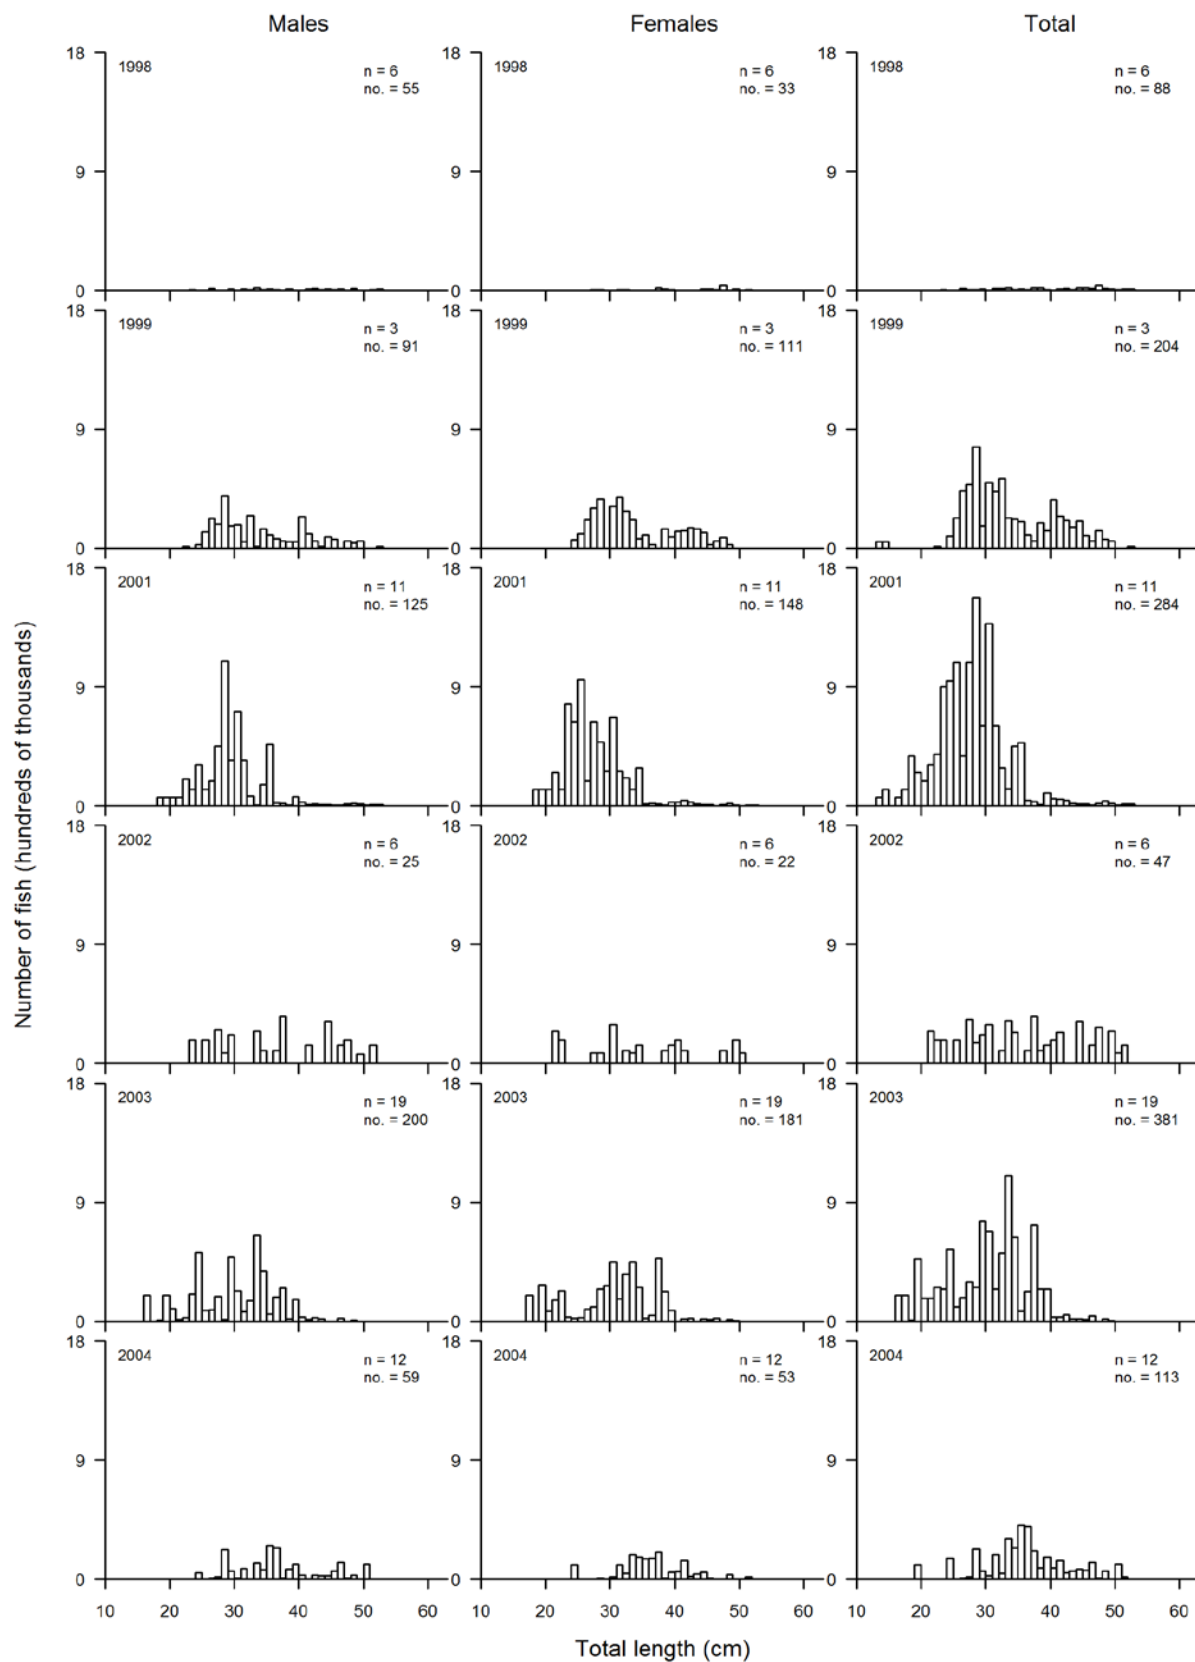 Males Females Total
Number of fish (hundreds of thousands)
18 18 18
1998 n = 6 1998 n = 6 1998 n = 6
no. = 55 no. = 33 no. = 88
9 9 9
0 0 0
18 18 18
1999 n = 3 1999 n = 3 1999 n = 3
no. = 91 no. = 111 no. = 204
9 9 9
0 0 0
18 18 18
2001 n = 11 2001 n = 11 2001 n = 11
no. = 125 no. = 148 no. = 284
9 9 9
0 0 0
18 18 18
2002 n = 6 2002 n = 6 2002 n = 6
no. = 25 no. = 22 no. = 47
9 9 9
0 0 0
18 18 18
2003 n = 19 2003 n = 19 2003 n = 19
no. = 200 no. = 181 no. = 381
9 9 9
0 0 0
18 18 18
2004 n = 12 2004 n = 12 2004 n = 12
no. = 59 no. = 53 no. = 113
9 9 9
0 0 0
10 20 30 40 50 60 10 20 30 40 50 60 10 20 30 40 50 60
Total length (cm)